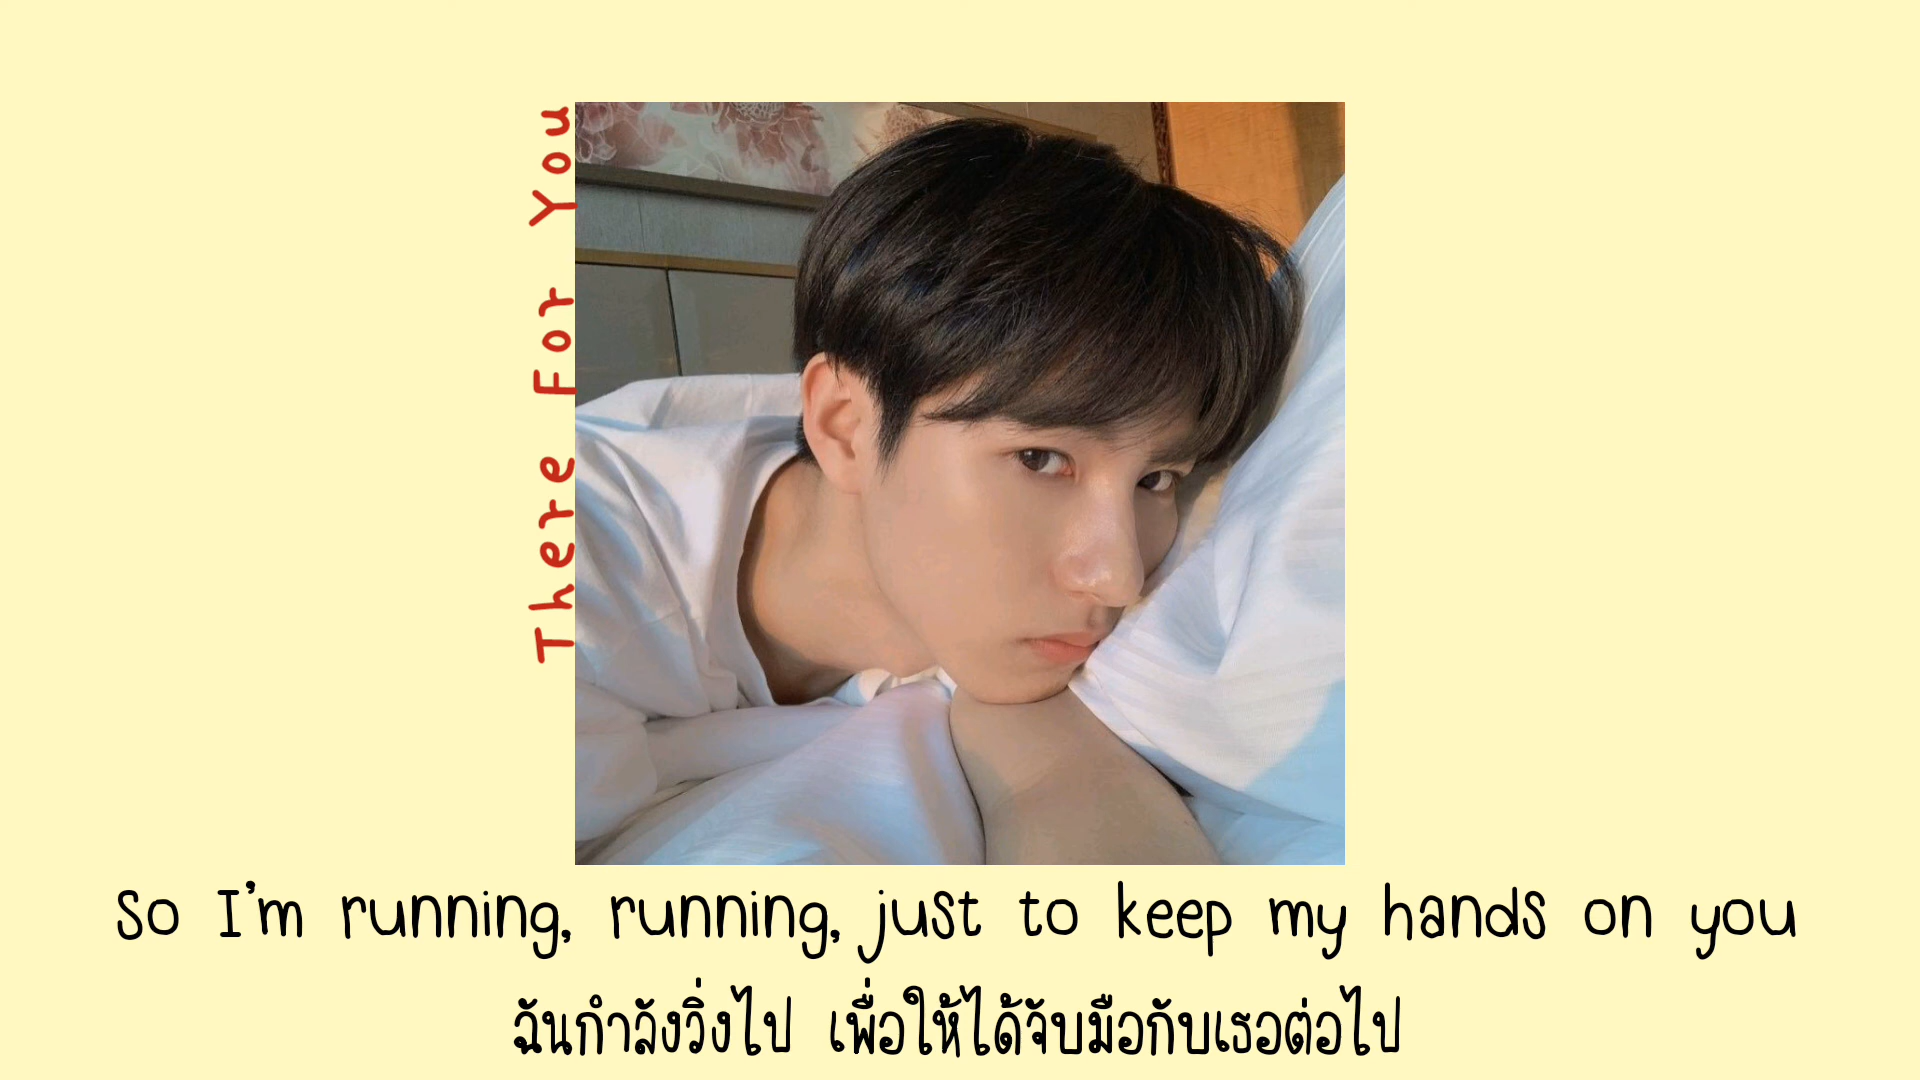 There For You
So I'm running, running, just to keep my hands on you
ฉันกำลังวิ่งไป เพื่อให้ได้จับมือกับเธอต่อไป